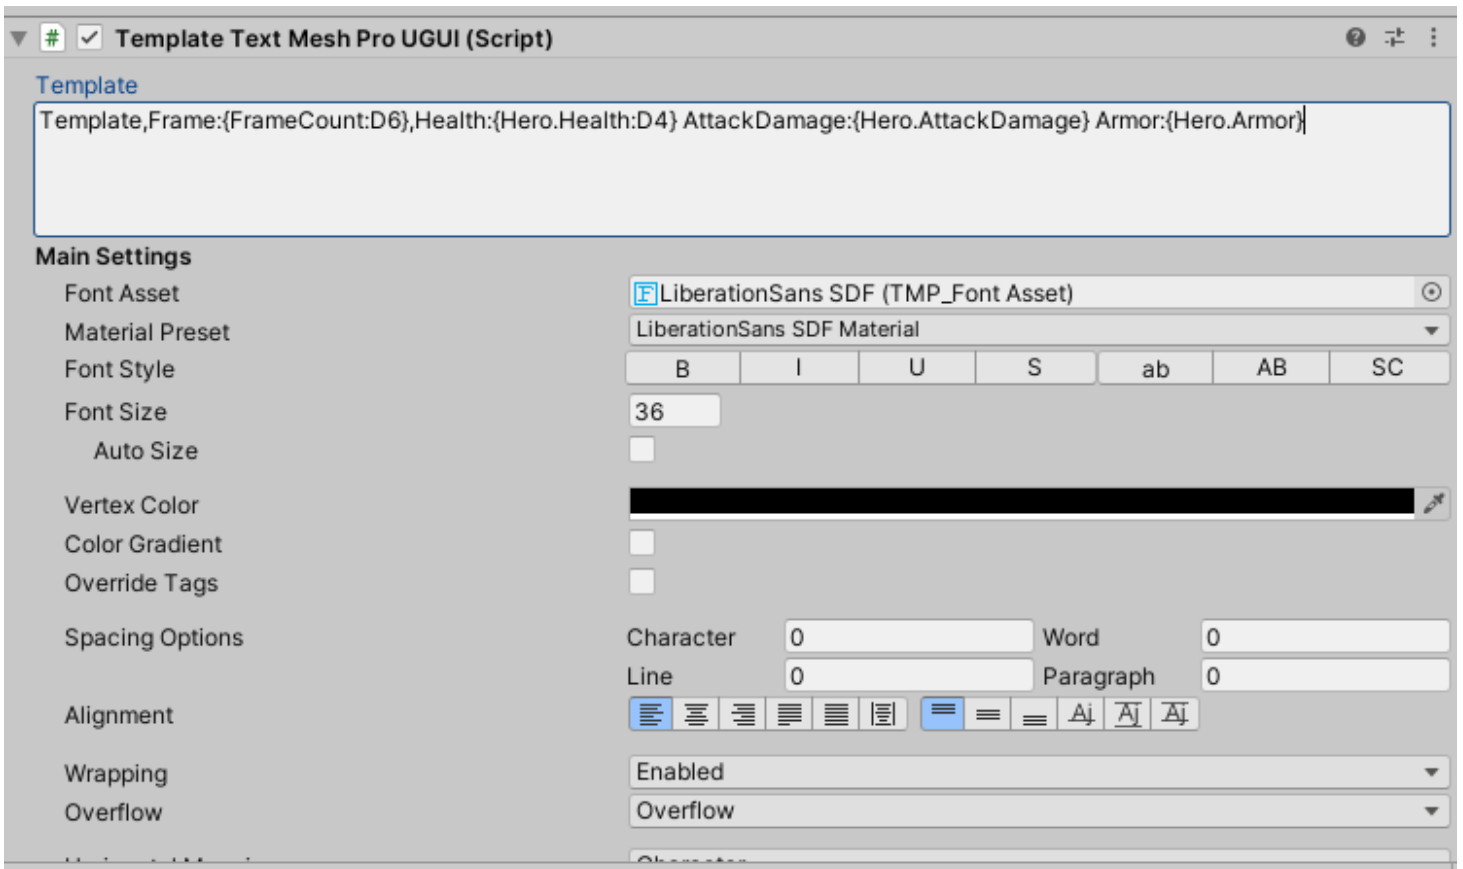 # Template Text Mesh Pro UGUI (Script)
Template
Template,Frame:{FrameCount:D6},Health:{Hero.Health:D4} AttackDamage:{Hero.AttackDamage} Armor:{Hero.Armor}
Main Settings
Font Asset F LiberationSans SDF (TMP_Font Asset)
Material Preset LiberationSans SDF Material
Font Style B I U S ab AB SC
Font Size 36
Auto Size
Vertex Color
Color Gradient
Override Tags
Spacing Options Character 0 Word 0
Line 0 Paragraph 0
Alignment
Wrapping Enabled
Overflow Overflow